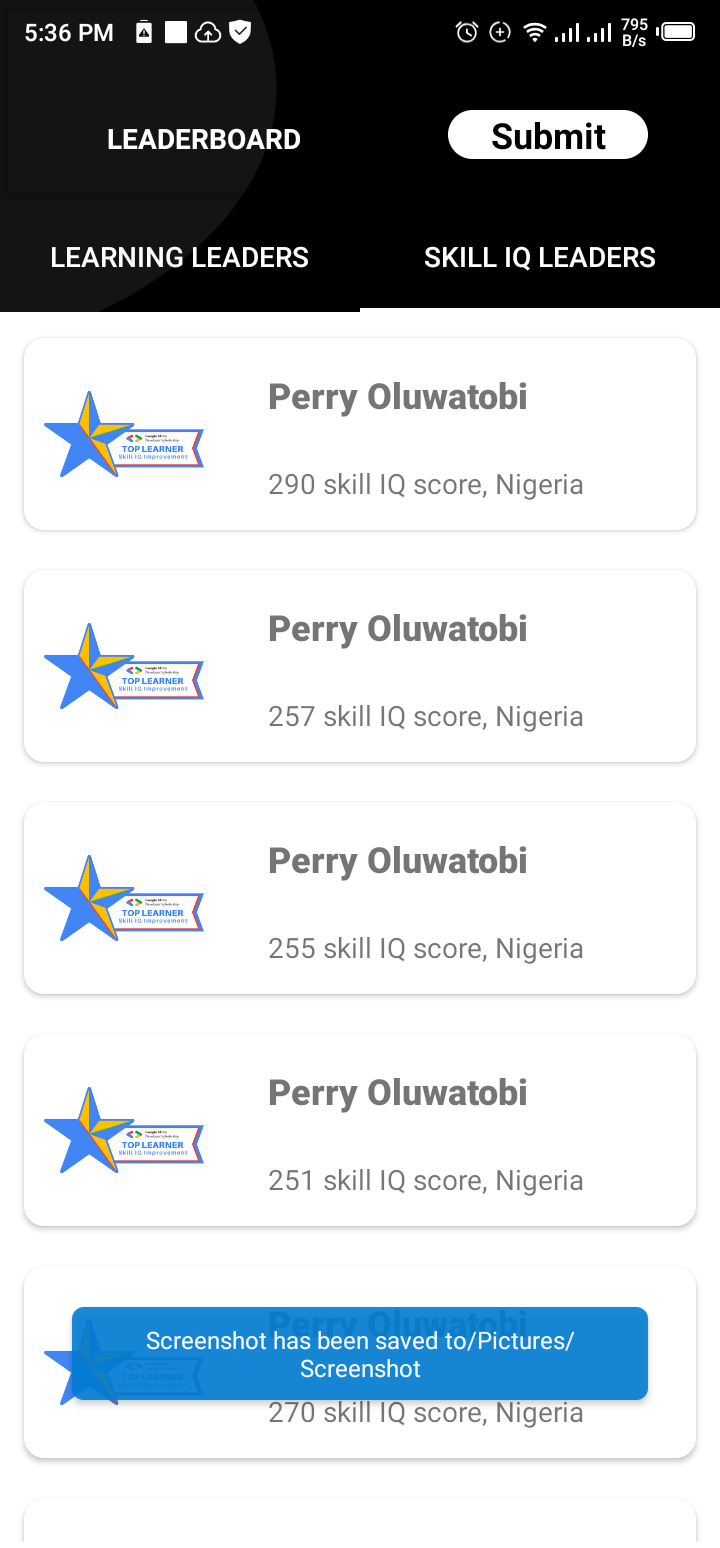 5:36 PM
795
B/s
LEADERBOARD
Submit
LEARNING LEADERS
SKILL IQ LEADERS
Perry Oluwatobi
TOP LEARNER
Skill IQ Improvement
290 skill IQ score, Nigeria
Perry Oluwatobi
TOP LEARNER
Skill IQ Improvement
257 skill IQ score, Nigeria
Perry Oluwatobi
TOP LEARNER
Skill IQ Improvement
255 skill IQ score, Nigeria
Perry Oluwatobi
TOP LEARNER
Skill IQ Improvement
251 skill IQ score, Nigeria
Perry Oluwatobi
Screenshot has been saved to/Pictures/
Screenshot
TOP LEARNER
Skill IQ Improvement
270 skill IQ score, Nigeria